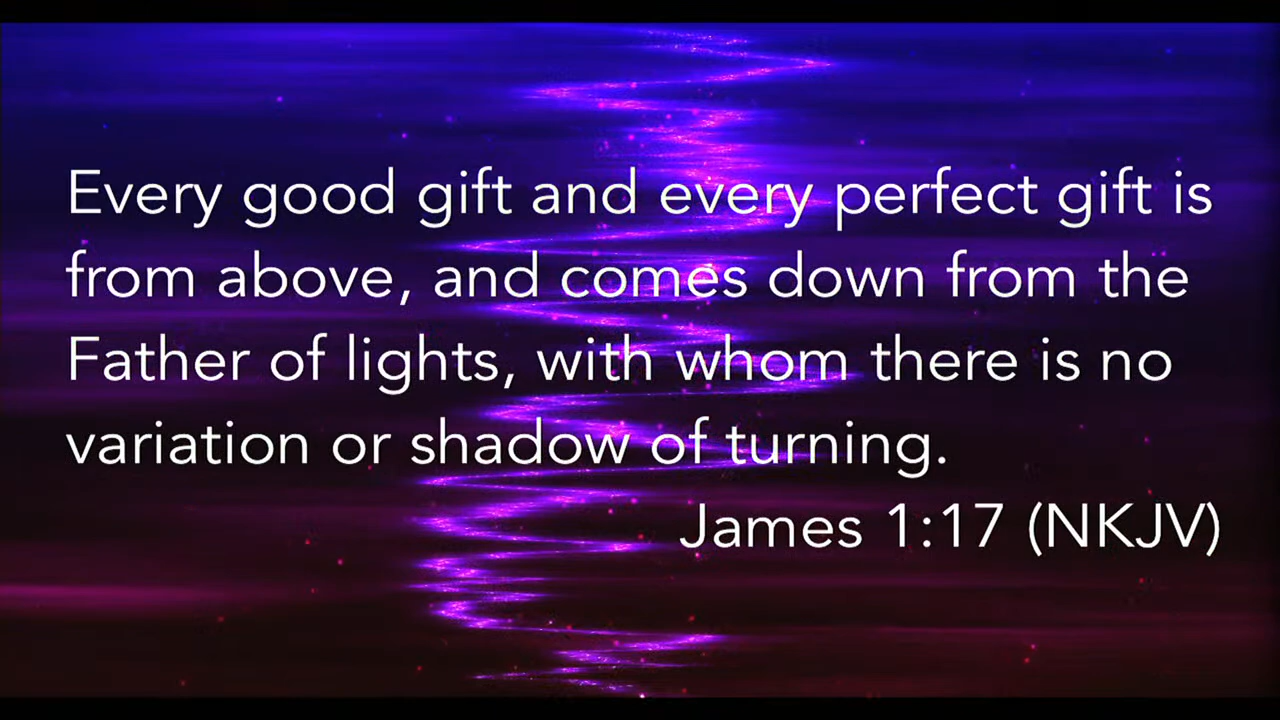 Every good gift and every perfect gift is
from above, and comes down from the
Father of lights, with whom there is no
variation or shadow of turning.
James 1:17 (NKJV)